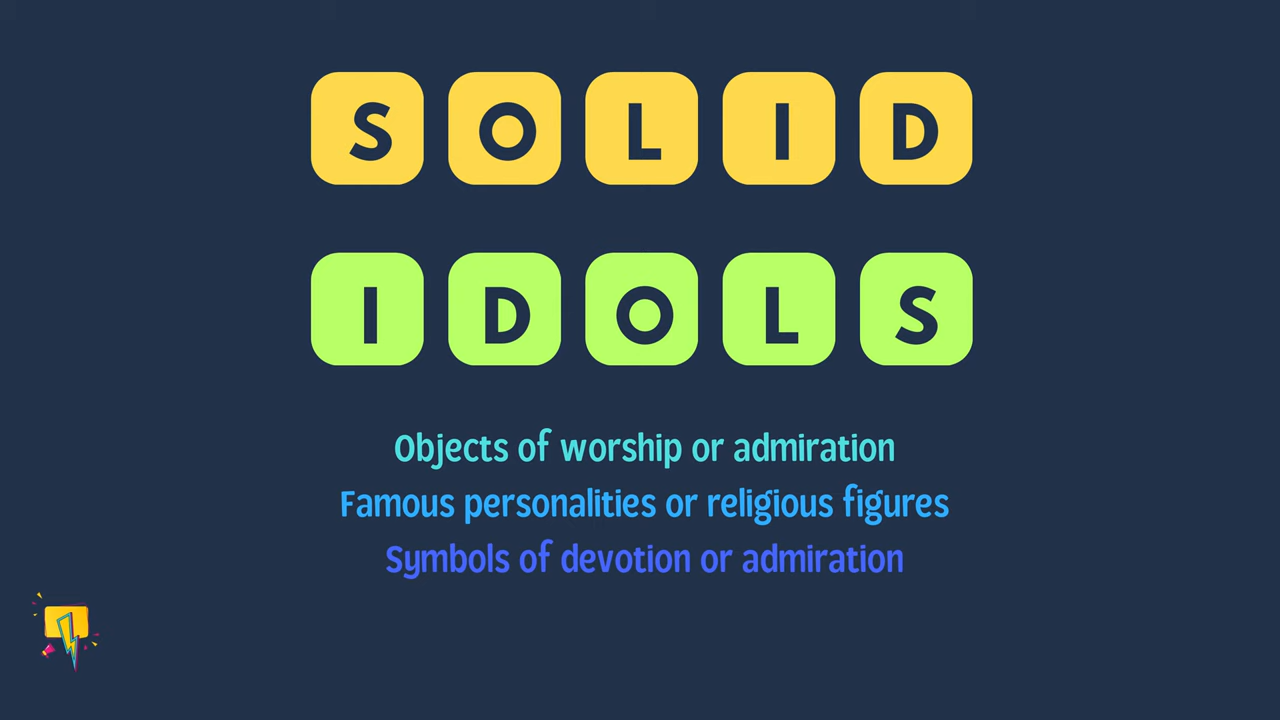 SOLID
IDOLS
Objects of worship or admiration
Famous personalities or religious figures
Symbols of devotion or admiration